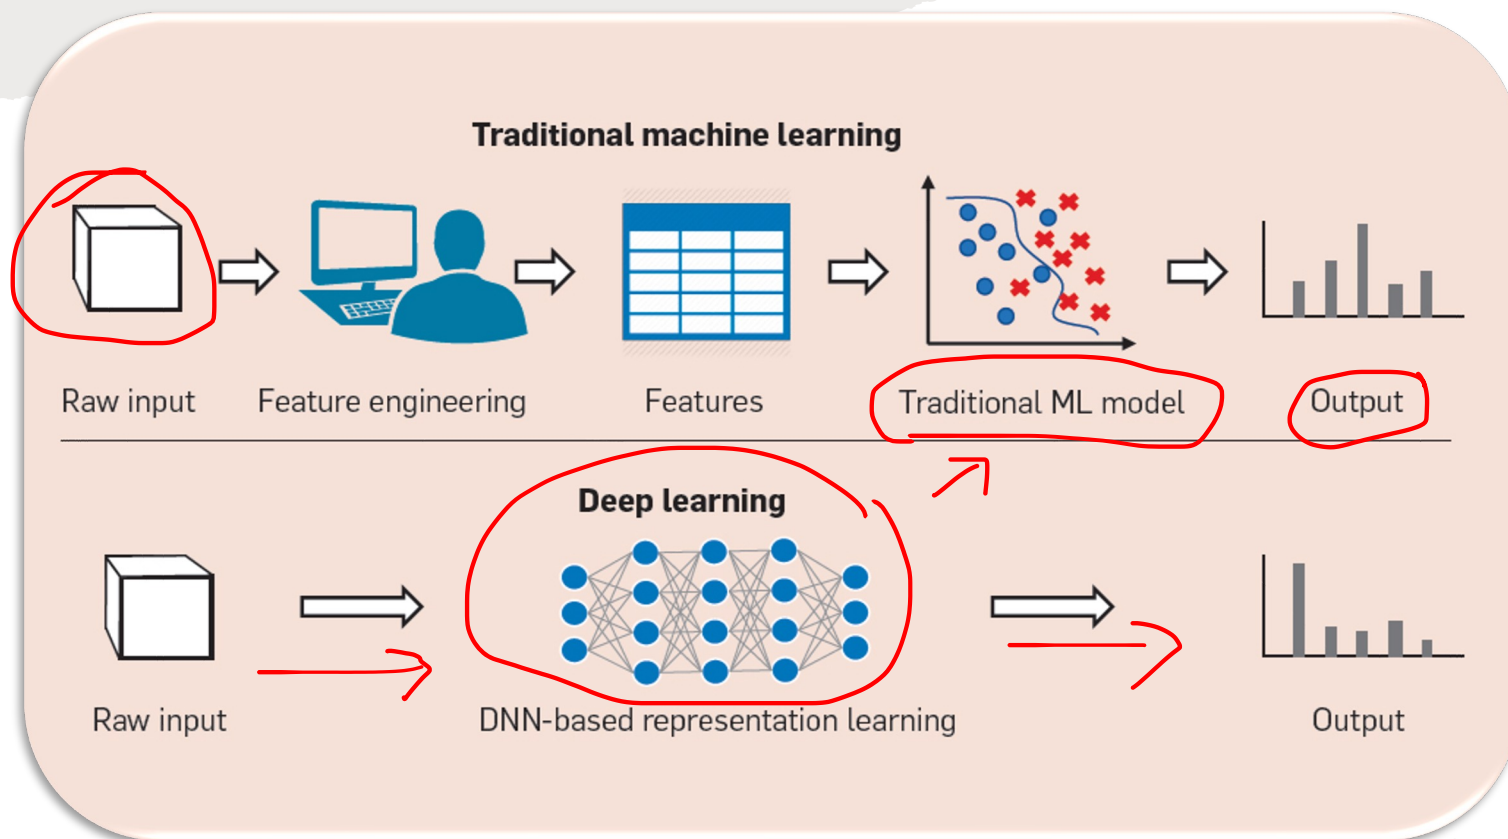 Traditional machine learning
Raw input
Feature engineering
Features
Traditional ML model
Output
Deep learning
Raw input
DNN-based representation learning
Output